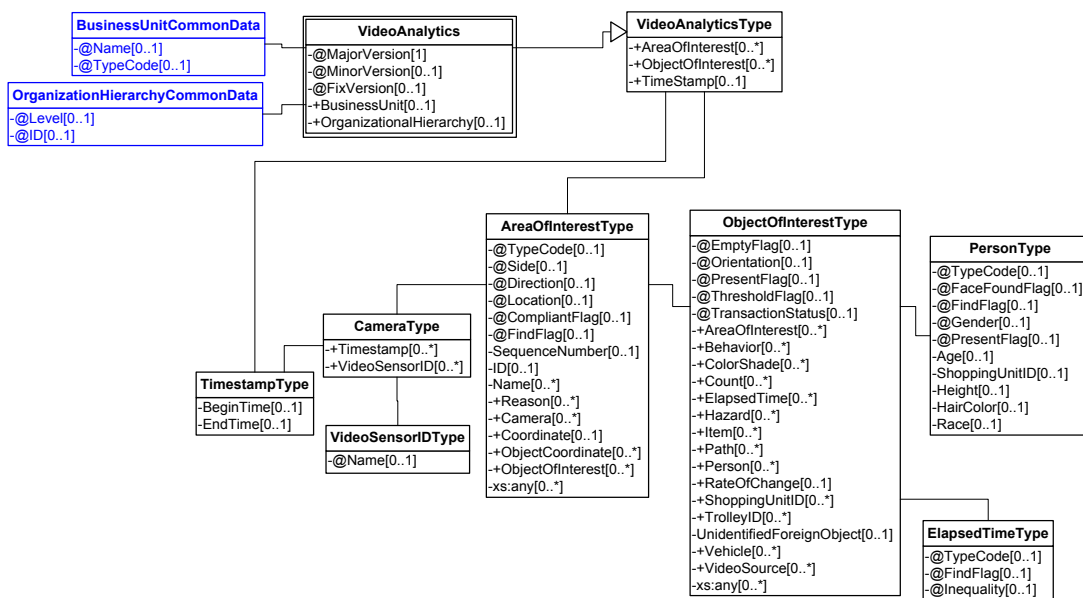 BusinessUnitCommonData
-@Name[0..1]
-@TypeCode[0..1]
OrganizationHierarchyCommonData
-@Level[0..1]
-@ID[0..1]
VideoAnalytics
-@MajorVersion[1]
-@MinorVersion[0..1]
-@FixVersion[0..1]
-+BusinessUnit[0..1]
-+OrganizationalHierarchy[0..1]
VideoAnalyticsType
-+AreaOfInterest[0..*]
-+ObjectOfInterest[0..*]
-+TimeStamp[0..1]
AreaOfInterestType
-@TypeCode[0..1]
-@Side[0..1]
-@Direction[0..1]
-@Location[0..1]
-@CompliantFlag[0..1]
-@FindFlag[0..1]
-SequenceNumber[0..1]
-ID[0..1]
-Name[0..*]
-+Reason[0..*]
-+Camera[0..*]
-+Coordinate[0..1]
-+ObjectCoordinate[0..*]
-+ObjectOfInterest[0..*]
-xs:any[0..*]
CameraType
-+Timestamp[0..*]
-+VideoSensorID[0..*]
TimestampType
-BeginTime[0..1]
-EndTime[0..1]
VideoSensorIDType
-@Name[0..1]
ObjectOfInterestType
-@EmptyFlag[0..1]
-@Orientation[0..1]
-@PresentFlag[0..1]
-@ThresholdFlag[0..1]
-@TransactionStatus[0..1]
-+AreaOfInterest[0..*]
-+Behavior[0..*]
-+ColorShade[0..*]
-+Count[0..*]
-+ElapsedTime[0..*]
-+Hazard[0..*]
-+Item[0..*]
-+Path[0..*]
-+Person[0..*]
-+RateOfChange[0..1]
-+ShoppingUnitID[0..*]
-+TrolleyID[0..*]
-UnidentifiedForeignObject[0..1]
-+Vehicle[0..*]
-+VideoSource[0..*]
-xs:any[0..*]
PersonType
-@TypeCode[0..1]
-@FaceFoundFlag[0..1]
-@FindFlag[0..1]
-@Gender[0..1]
-@PresentFlag[0..1]
-Age[0..1]
-ShoppingUnitID[0..1]
-Height[0..1]
-HairColor[0..1]
-Race[0..1]
ElapsedTimeType
-@TypeCode[0..1]
-@FindFlag[0..1]
-@Inequality[0..1]